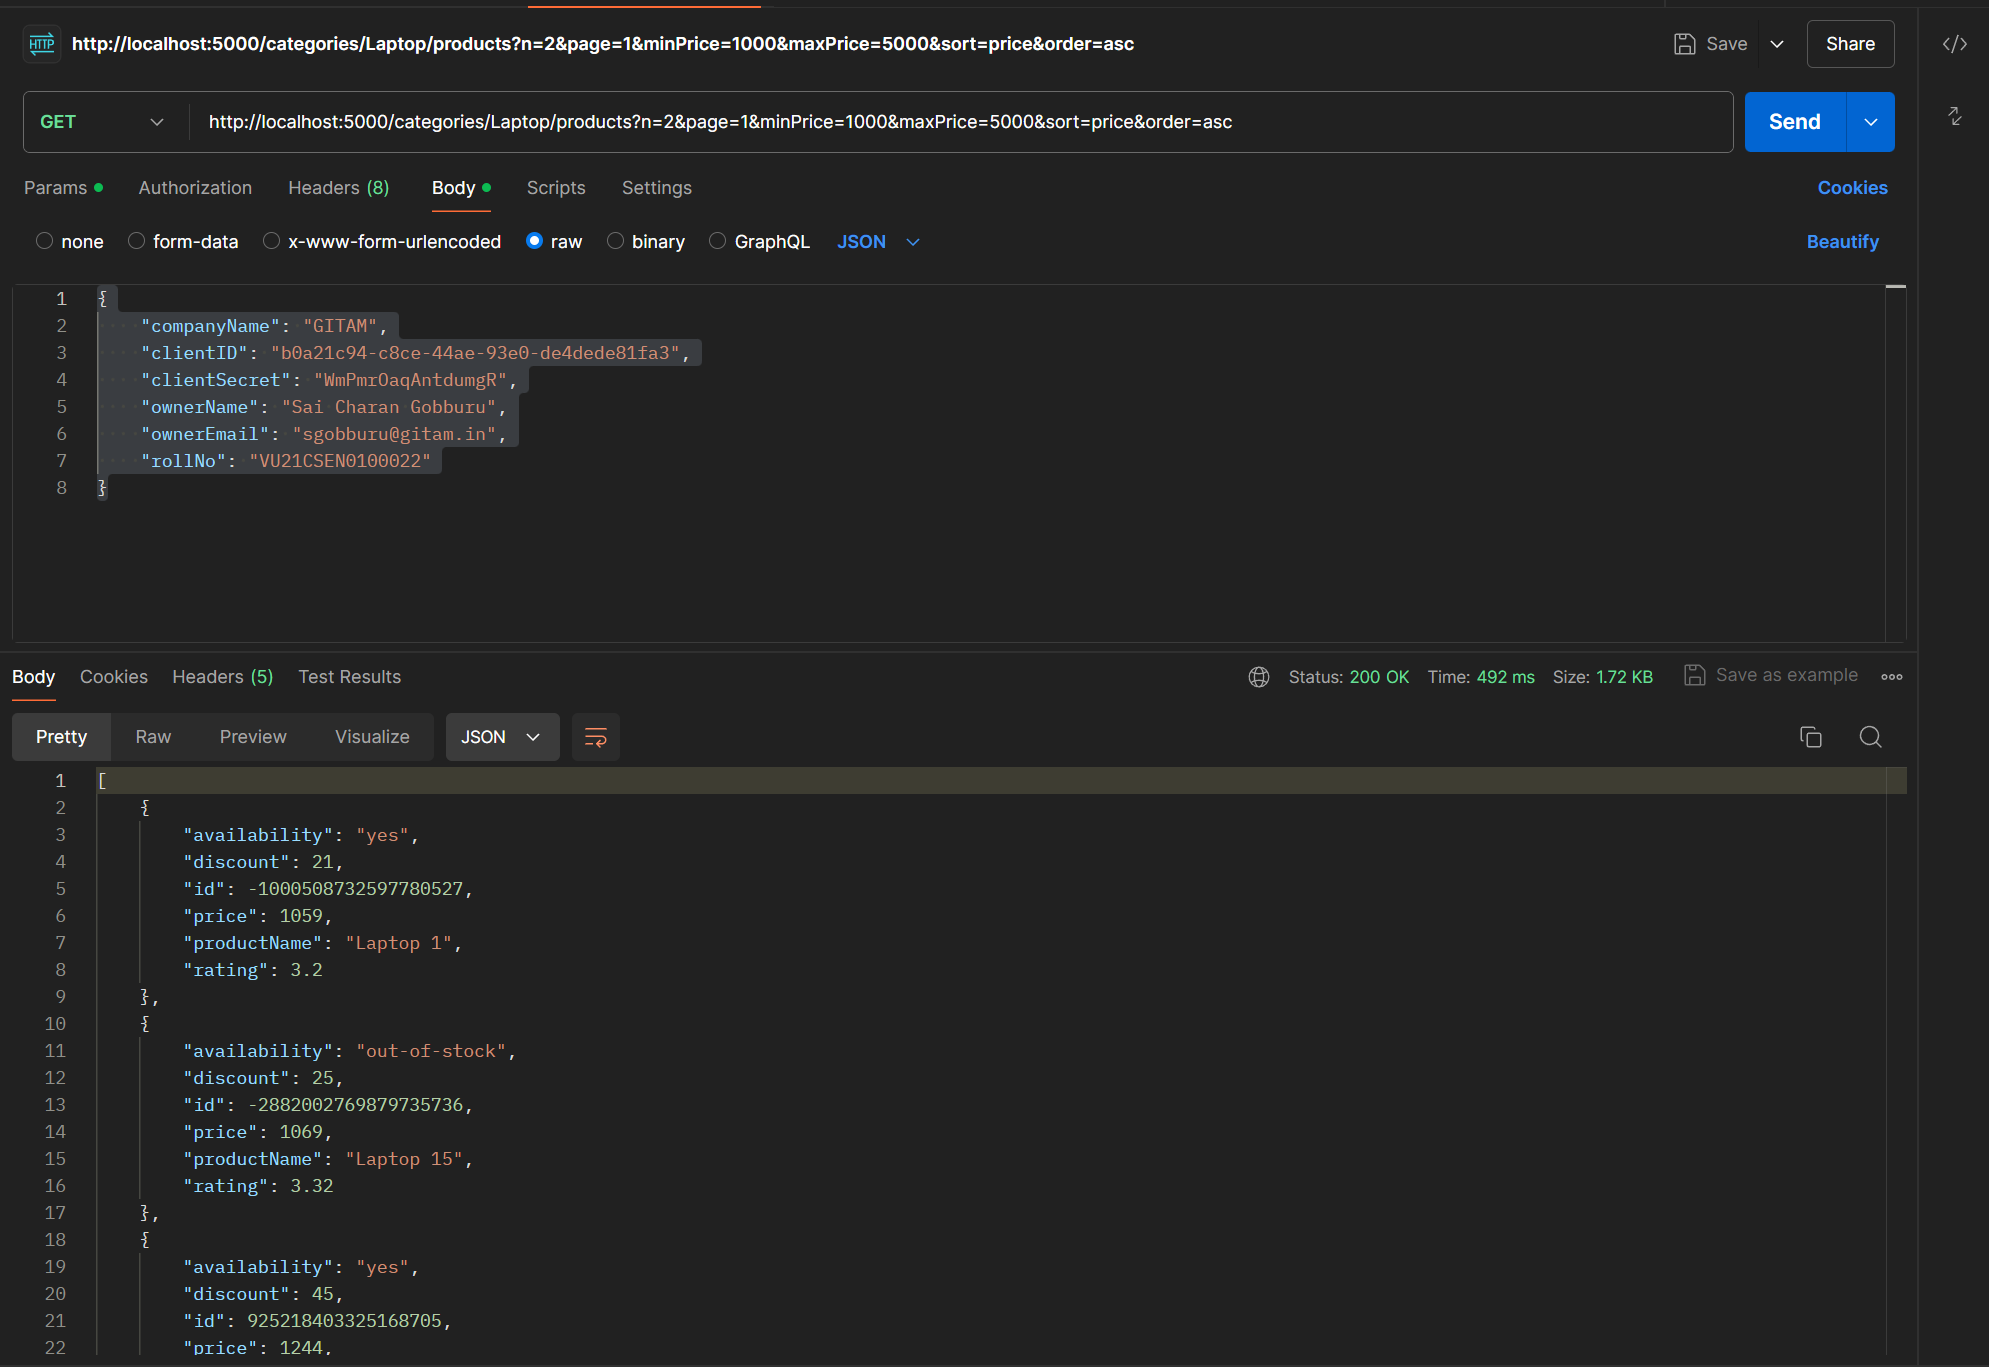 HTTP http://localhost:5000/categories/Laptop/products?n=2&page=1&minPrice=1000&maxPrice=5000&sort=price&order=asc Save Share
GET http://localhost:5000/categories/Laptop/products?n=2&page=1&minPrice=1000&maxPrice=5000&sort=price&order=asc Send
Params Authorization Headers (8) Body Scripts Settings Cookies
none form-data x-www-form-urlencoded raw binary GraphQL JSON Beautify
1 {
2 "companyName": "GITAM",
3 "clientID": "b0a21c94-c8ce-44ae-93e0-de4dede81fa3",
4 "clientSecret": "WmPmrOaqAntdumgR",
5 "ownerName": "Sai Charan Gobburu",
6 "ownerEmail": "sgobburu@gitam.in",
7 "rollNo": "VU21CSEN0100022"
8 }
Body Cookies Headers (5) Test Results Status: 200 OK Time: 492 ms Size: 1.72 KB Save as example
Pretty Raw Preview Visualize JSON
1 [
2 {
3 "availability": "yes",
4 "discount": 21,
5 "id": -1000508732597780527,
6 "price": 1059,
7 "productName": "Laptop 1",
8 "rating": 3.2
9 },
10 {
11 "availability": "out-of-stock",
12 "discount": 25,
13 "id": -2882002769879735736,
14 "price": 1069,
15 "productName": "Laptop 15",
16 "rating": 3.32
17 },
18 {
19 "availability": "yes",
20 "discount": 45,
21 "id": 925218403325168705,
22 "price": 1244,